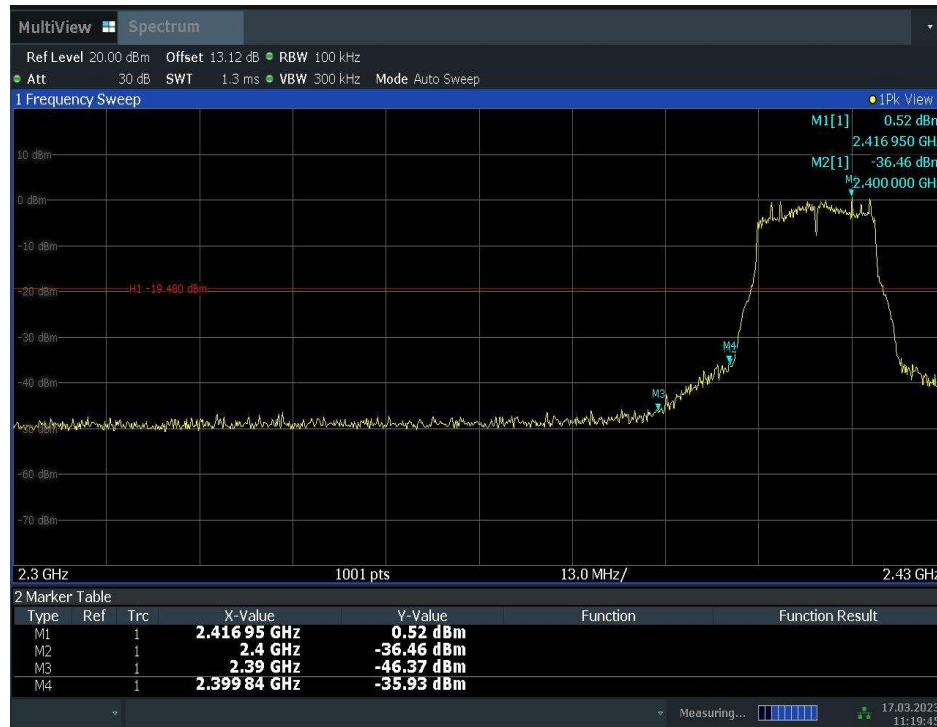 MultiView Spectrum
Ref Level 20.00 dBm Offset 13.12 dB RBW 100 kHz
Att 30 dB SWT 1.3 ms VBW 300 kHz Mode Auto Sweep
1 Frequency Sweep 1Pk View
M1[1] 0.52 dBm
2.416 950 GH
10 dBm
M2[1] -36.46 dBm
2.400 000 GH
0 dBm
-10 dBm
-20 dBm H1 -19.480 dBm
-30 dBm
M4
-40 dBm
M3
-50 dBm
-60 dBm
-70 dBm
2.3 GHz 1001 pts 13.0 MHz/ 2.43 GHz
2 Marker Table
Type Ref Trc X-Value Y-Value Function Function Result
M1 1 2.416 95 GHz 0.52 dBm
M2 1 2.4 GHz -36.46 dBm
M3 1 2.39 GHz -46.37 dBm
M4 1 2.399 84 GHz -35.93 dBm
Measuring... 17.03.2023
11:19:45